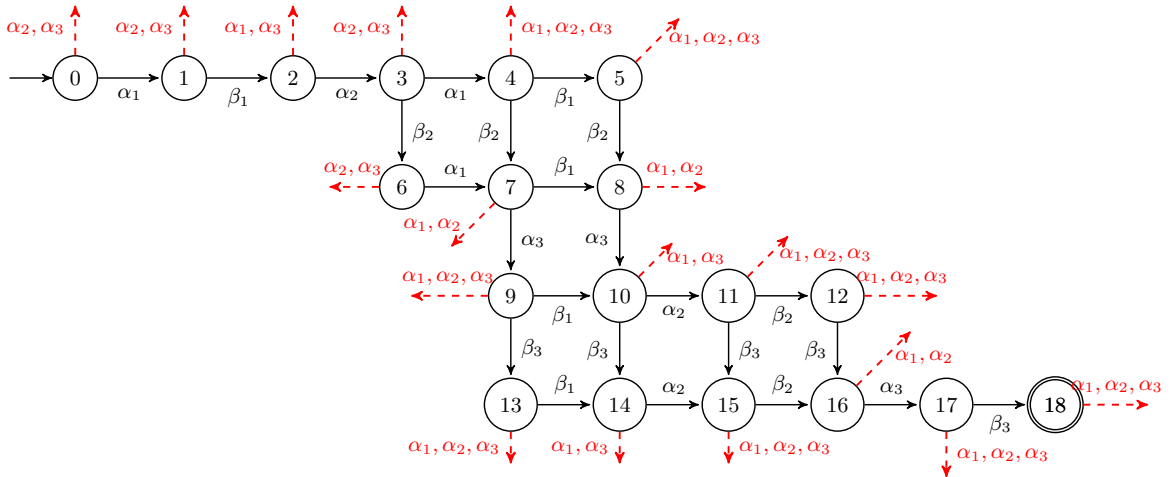 α₂, α₃ α₂, α₃ α₁, α₃ α₂, α₃ α₁, α₂, α₃ α₁, α₂, α₃
0 1 2 3 4 5
α₁ β₁ α₂ α₁ β₁
β₂ β₂ β₂
α₂, α₃ α₁ β₁ α₁, α₂
6 7 8
α₁, α₂
α₃ α₃
α₁, α₂, α₃ α₁, α₃ α₁, α₂, α₃ α₁, α₂, α₃
9 10 11 12
β₁ α₂ β₂
β₃ β₃ β₃ β₃
α₁, α₂
β₁ α₂ β₂ α₃ α₁, α₂, α₃
13 14 15 16 17 18
β₃
α₁, α₂, α₃ α₁, α₃ α₁, α₂, α₃ α₁, α₂, α₃